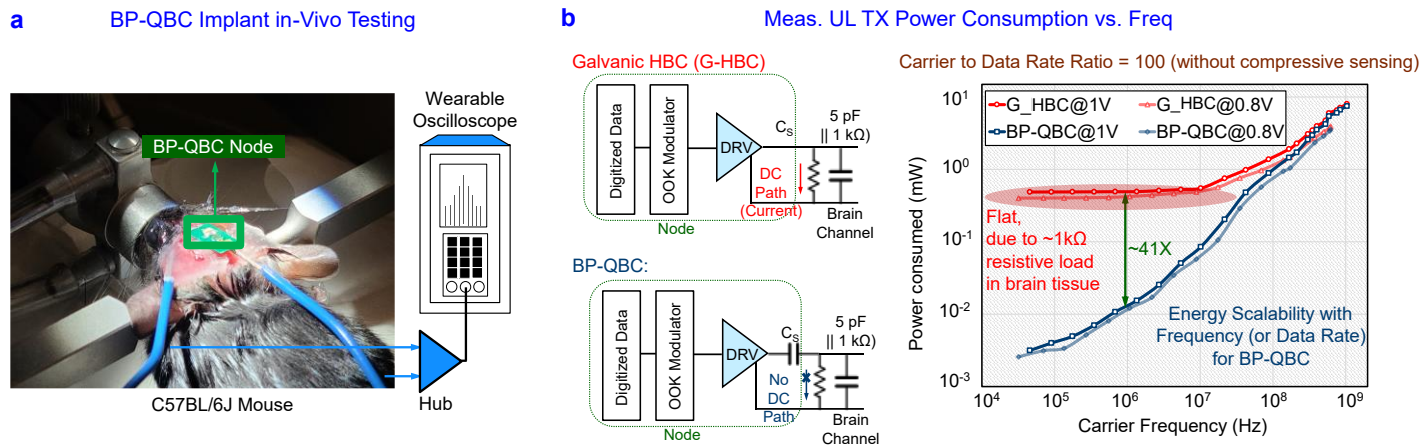 a
BP-QBC Implant in-Vivo Testing
Wearable
Oscilloscope
BP-QBC Node
C57BL/6J Mouse
Hub
b
Meas. UL TX Power Consumption vs. Freq
Galvanic HBC (G-HBC)
Digitized Data
OOK Modulator
DRV
CS
5 pF
|| 1 kΩ)
DC
Path
(Current)
Node
Brain
Channel
BP-QBC:
Digitized Data
OOK Modulator
DRV
CS
5 pF
|| 1 kΩ)
No
DC
Path
Node
Brain
Channel
Carrier to Data Rate Ratio = 100 (without compressive sensing)
G_HBC@1V
G_HBC@0.8V
BP-QBC@1V
BP-QBC@0.8V
Power consumed (mW)
10^1
10^0
10^-1
10^-2
10^-3
Flat,
due to ~1kΩ
resistive load
in brain tissue
~41X
Energy Scalability with
Frequency (or Data Rate)
for BP-QBC
10^4 10^5 10^6 10^7 10^8 10^9
Carrier Frequency (Hz)